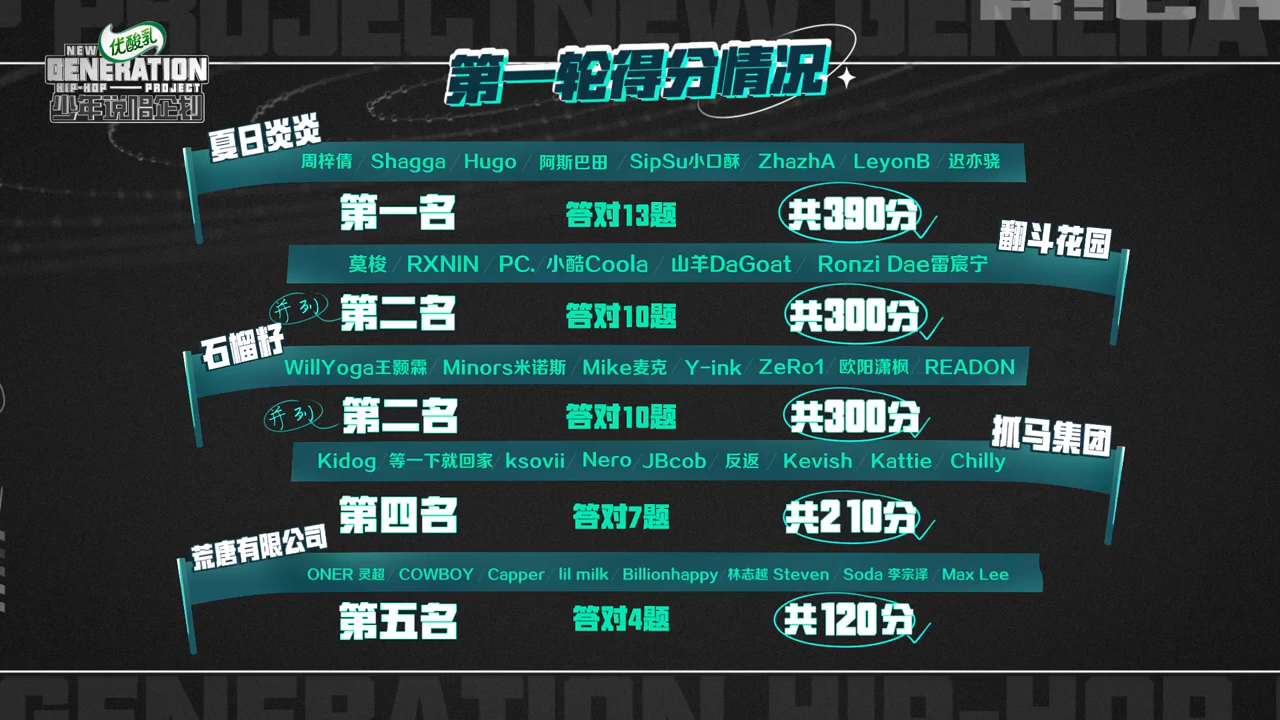 PROJECT NEW GENERA
优酸乳
NEW
GENERATION
HIP-HOP PROJECT
少年说唱企划
第一轮得分情况
夏日炎炎
周梓倩 / Shagga / Hugo / 阿斯巴田 / SipSu小口酥 / ZhazhA / LeyonB / 迟亦骁
第一名 答对13题 共390分
翻斗花园
莫梭 / RXNIN / PC. / 小酷Coola / 山羊DaGoat / Ronzi Dae雷宸宁
并列 第二名 答对10题 共300分
石榴籽
WillYoga王颢霖 / Minors米诺斯 / Mike麦克 / Y-ink / ZeRo1 / 欧阳潇枫 / READON
并列 第二名 答对10题 共300分
抓马集团
Kidog / 等一下就回家 / ksovii / Nero / JBcob / 反返 / Kevish / Kattie / Chilly
第四名 答对7题 共210分
荒唐有限公司
ONER 灵超 / COWBOY / Capper / lil milk / Billionhappy / 林志越 Steven / Soda 李宗泽 / Max Lee
第五名 答对4题 共120分
GENERATION HIP-HOP